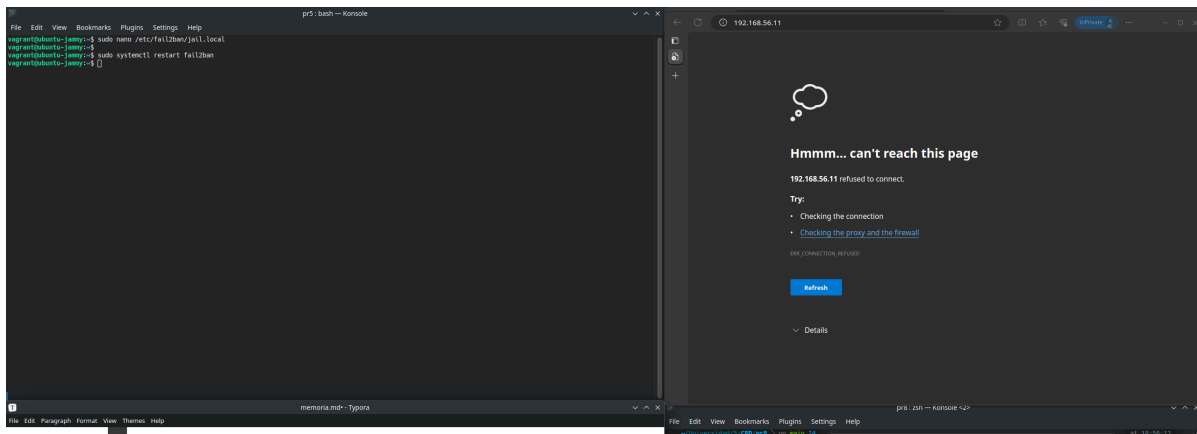 pr5 : bash — Konsole
File Edit View Bookmarks Plugins Settings Help
vagrant@ubuntu-jammy:~$ sudo nano /etc/fail2ban/jail.local
vagrant@ubuntu-jammy:~$
vagrant@ubuntu-jammy:~$ sudo systemctl restart fail2ban
vagrant@ubuntu-jammy:~$
192.168.56.11
InPrivate
Hmmm... can't reach this page
192.168.56.11 refused to connect.
Try:
• Checking the connection
• Checking the proxy and the firewall
ERR_CONNECTION_REFUSED
Refresh
Details
memoria.md• - Typora
File Edit Paragraph Format View Themes Help
pr8 : zsh — Konsole <2>
File Edit View Bookmarks Plugins Settings Help